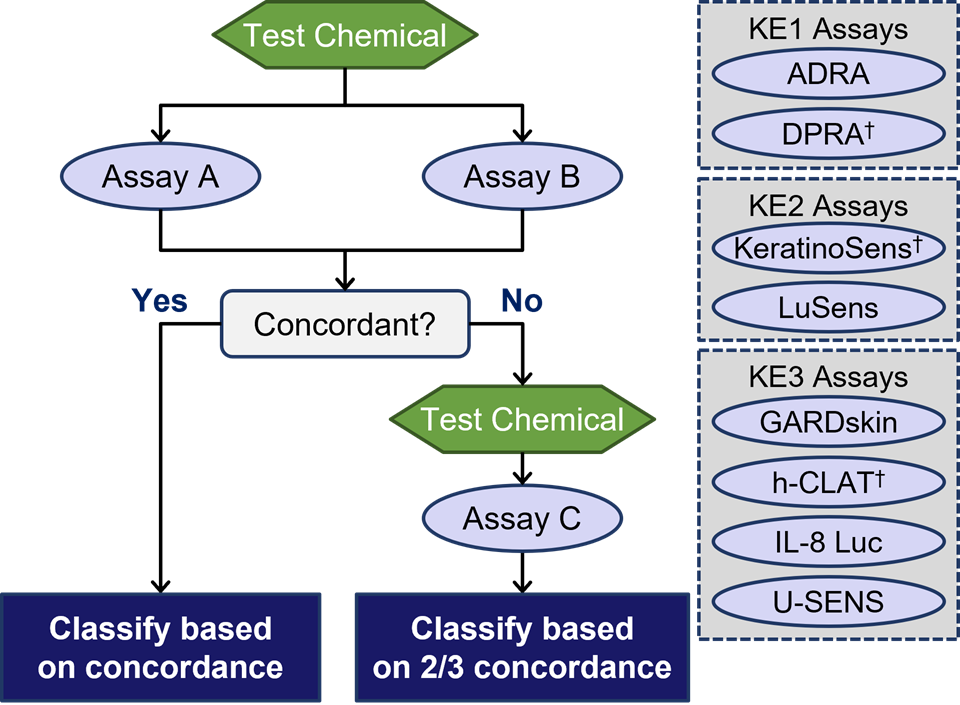 Test Chemical
Assay A
Assay B
Yes
No
Concordant?
Test Chemical
Assay C
Classify based
on concordance
Classify based
on 2/3 concordance
KE1 Assays
ADRA
DPRA†
KE2 Assays
KeratinoSens†
LuSens
KE3 Assays
GARDskin
h-CLAT†
IL-8 Luc
U-SENS